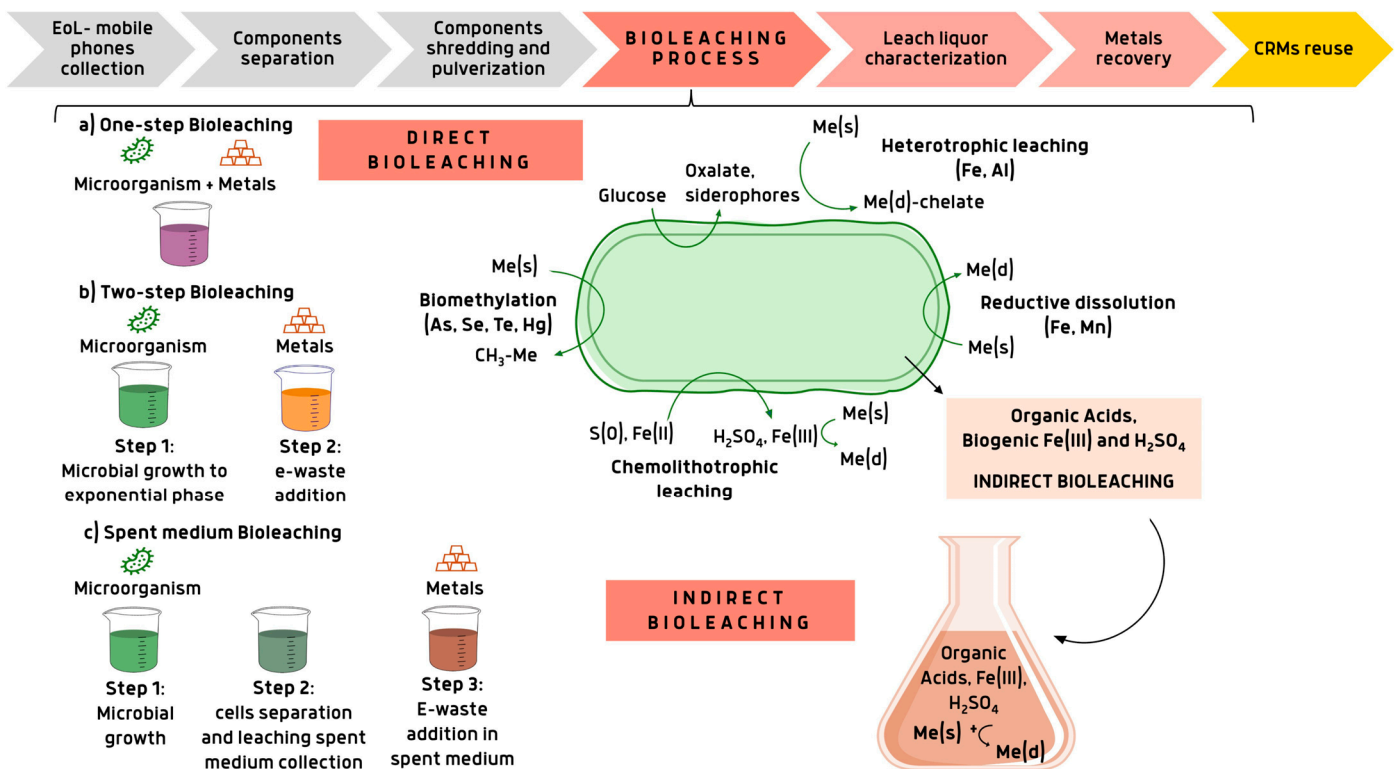 EoL- mobile
phones
collection
Components
separation
Components
shredding and
pulverization
BIOLEACHING
PROCESS
Leach liquor
characterization
Metals
recovery
CRMs reuse
a) One-step Bioleaching
Microorganism + Metals
b) Two-step Bioleaching
Microorganism
Metals
Step 1:
Microbial growth to
exponential phase
Step 2:
e-waste
addition
c) Spent medium Bioleaching
Microorganism
Metals
Step 1:
Microbial
growth
Step 2:
cells separation
and leaching spent
medium collection
Step 3:
E-waste
addition in
spent medium
DIRECT
BIOLEACHING
Glucose
Oxalate,
siderophores
Me(s)
Heterotrophic leaching
(Fe, Al)
Me(d)-chelate
Me(s)
Biomethylation
(As, Se, Te, Hg)
CH₃-Me
Me(d)
Reductive dissolution
(Fe, Mn)
Me(s)
S(0), Fe(II)
H₂SO₄, Fe(III)
Me(s)
Me(d)
Chemolithotrophic
leaching
Organic Acids,
Biogenic Fe(III) and H₂SO₄
INDIRECT BIOLEACHING
INDIRECT
BIOLEACHING
Organic
Acids, Fe(III),
H₂SO₄
Me(s) +
Me(d)